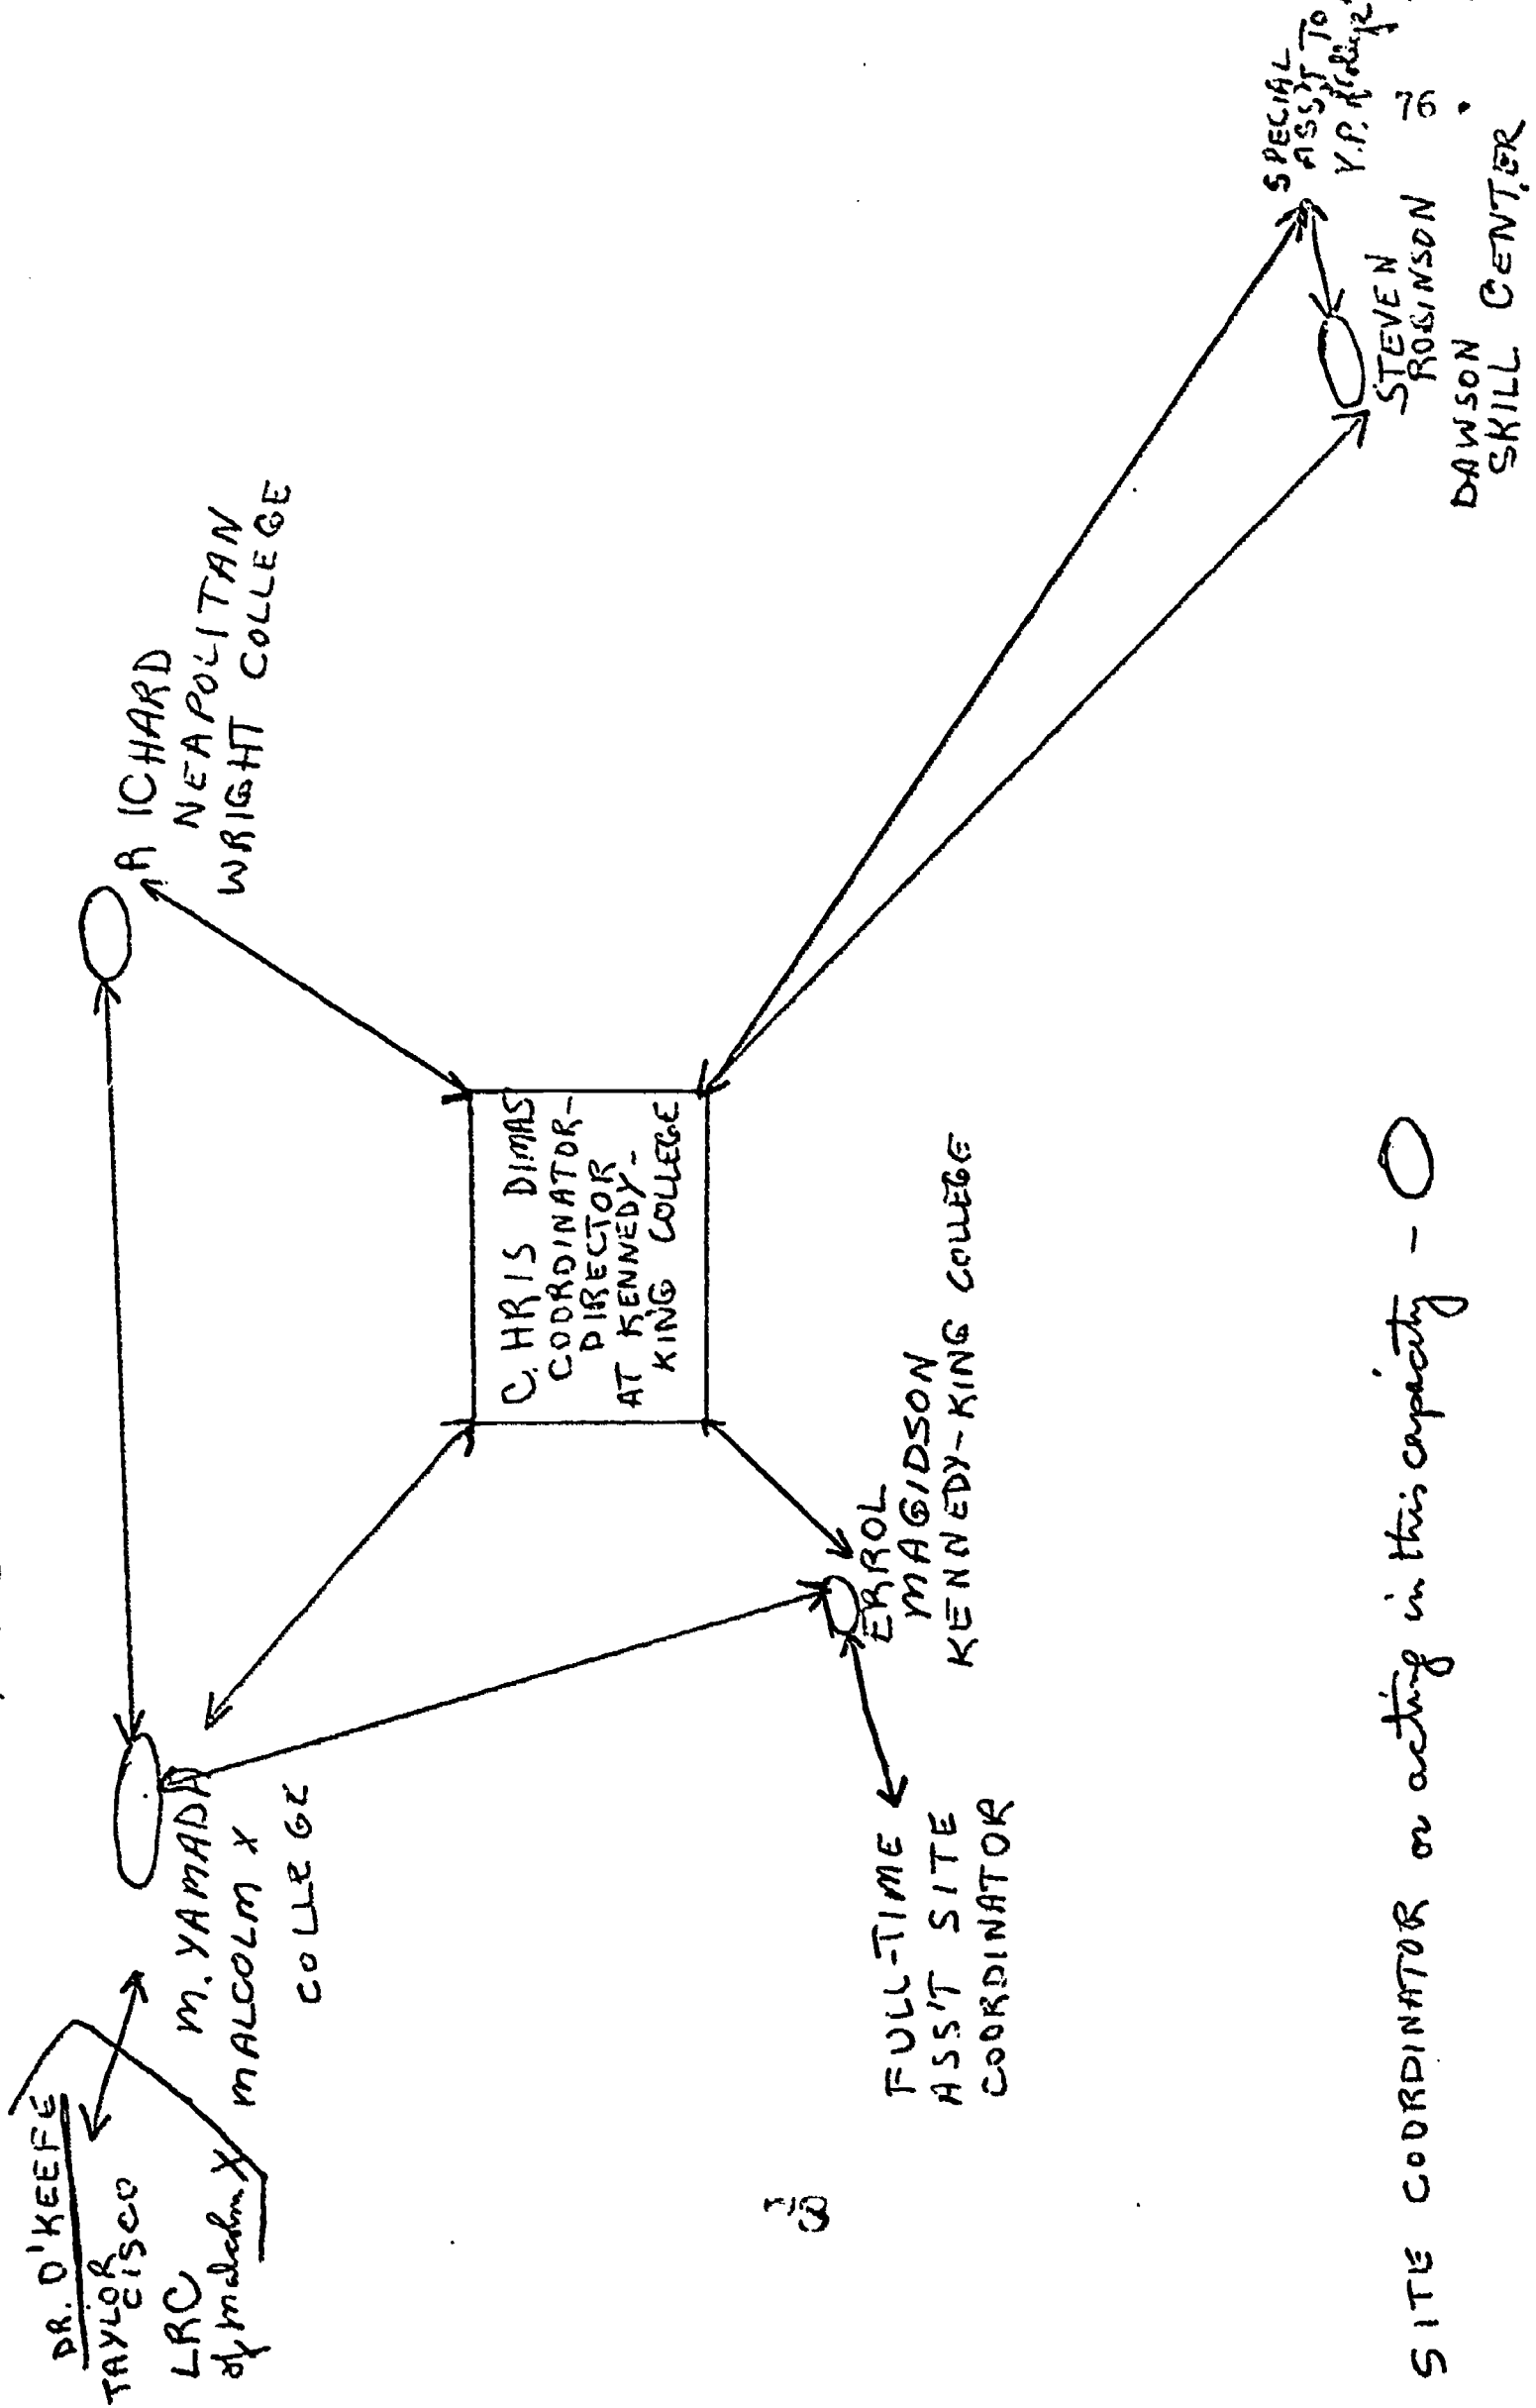 DR. O'KEEFE
TAYLOR
CISCO
LRC
of Malcolm X
M. YAMADA
MALCOLM X
COLLEGE
RICHARD
NEAPOLITAN
WRIGHT COLLEGE
CHRIS DIMAS
COORDINATOR-
DIRECTOR
AT KENNEDY-
KING COLLEGE
ERROL
MAGIDSON
KENNEDY-KING COLLEGE
FULL-TIME
ASS'T SITE
COORDINATOR
SPECIAL
ASS'T TO
V.P.
STEVEN
ROBINSON
DAWSON
SKILL CENTER
76
SITE COORDINATOR or acting in this capacity -